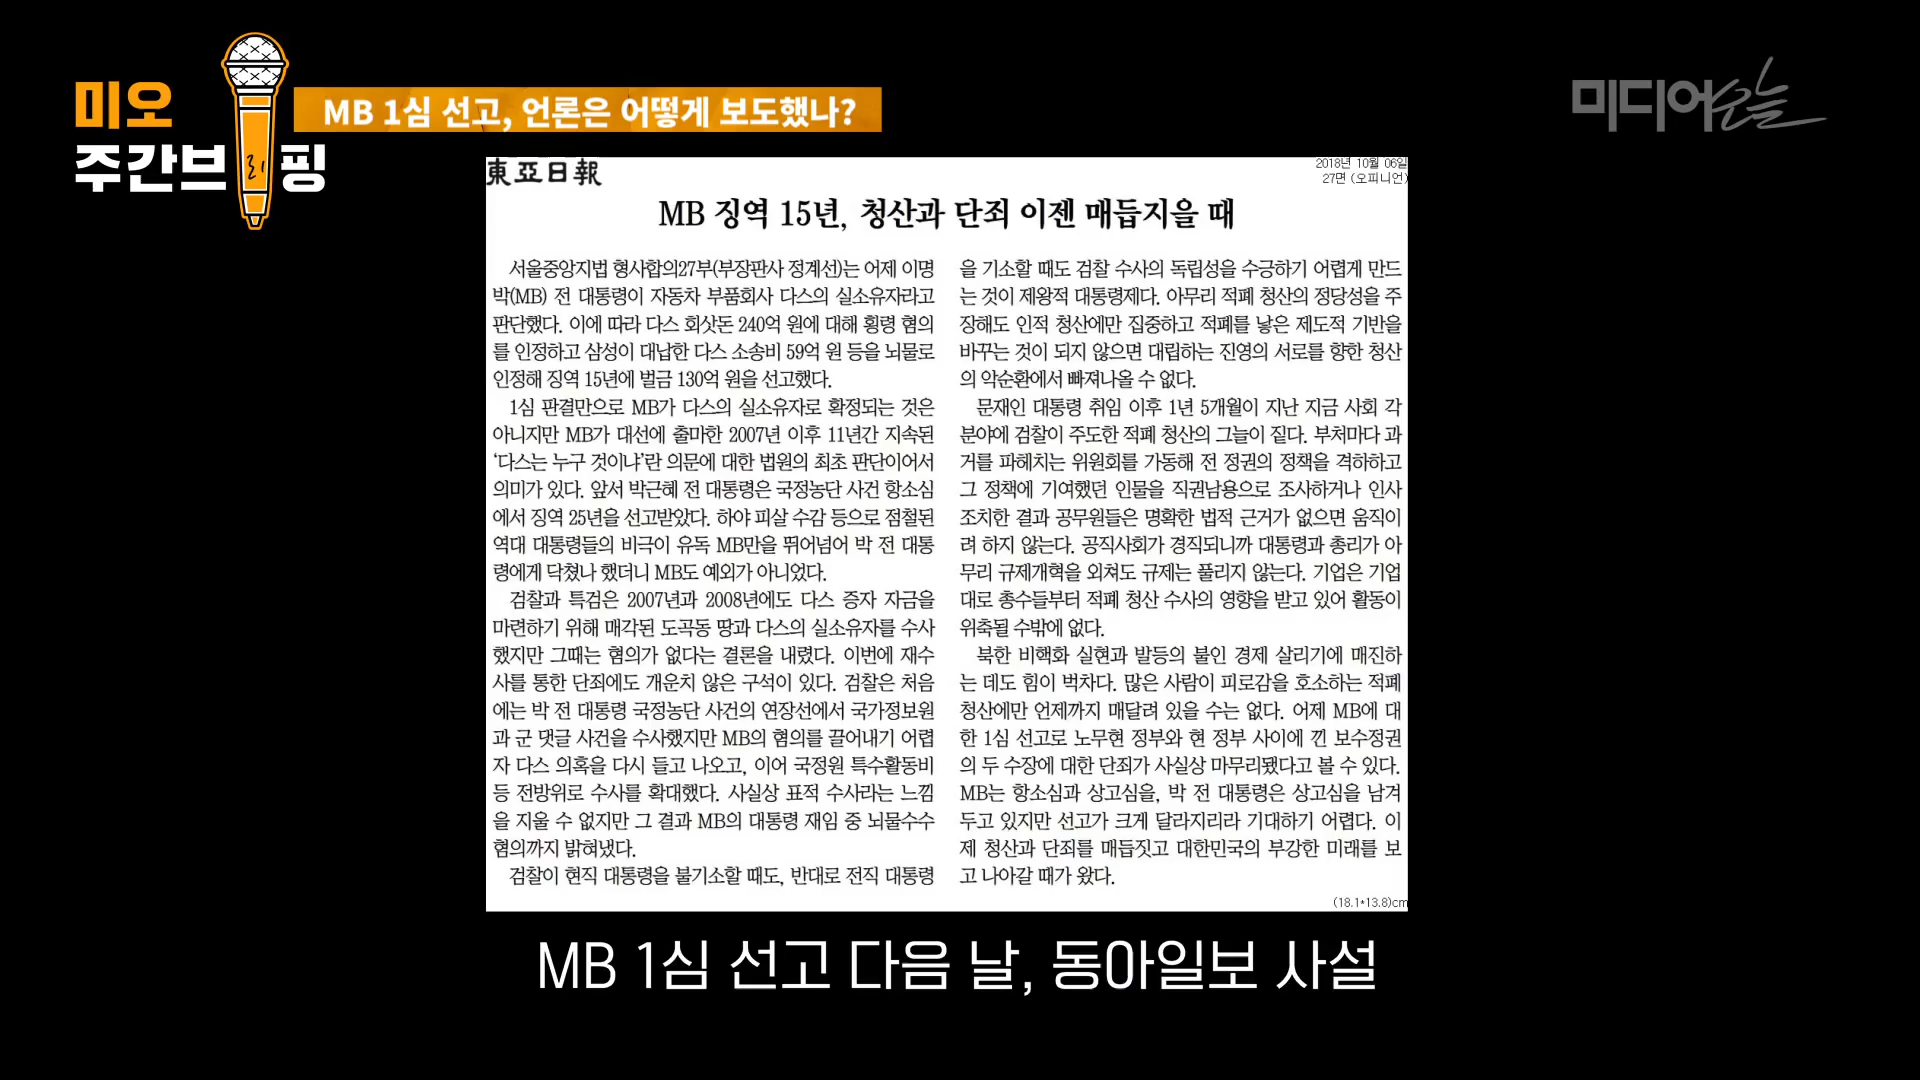 미오
주간브리핑
MB 1심 선고, 언론은 어떻게 보도했나?
미디어오늘
東亞日報
2018년 10월 06일
27면 (오피니언)
MB 징역 15년, 청산과 단죄 이젠 매듭지을 때
서울중앙지법 형사합의27부(부장판사 정계선)는 어제 이명
박(MB) 전 대통령이 자동차 부품회사 다스의 실소유자라고
판단했다. 이에 따라 다스 회삿돈 240억 원에 대해 횡령 혐의
를 인정하고 삼성이 대납한 다스 소송비 59억 원 등을 뇌물로
인정해 징역 15년에 벌금 130억 원을 선고했다.
1심 판결만으로 MB가 다스의 실소유자로 확정되는 것은
아니지만 MB가 대선에 출마한 2007년 이후 11년간 지속된
‘다스는 누구 것이냐’란 의문에 대한 법원의 최초 판단이어서
의미가 있다. 앞서 박근혜 전 대통령은 국정농단 사건 항소심
에서 징역 25년을 선고받았다. 하야 피살 수감 등으로 점철된
역대 대통령들의 비극이 유독 MB만을 뛰어넘어 박 전 대통
령에게 닥쳤나 했더니 MB도 예외가 아니었다.
검찰과 특검은 2007년과 2008년에도 다스 증자 자금을
마련하기 위해 매각된 도곡동 땅과 다스의 실소유자를 수사
했지만 그때는 혐의가 없다는 결론을 내렸다. 이번에 재수
사를 통한 단죄에도 개운치 않은 구석이 있다. 검찰은 처음
에는 박 전 대통령 국정농단 사건의 연장선에서 국가정보원
과 군 댓글 사건을 수사했지만 MB의 혐의를 끌어내기 어렵
자 다스 의혹을 다시 들고 나오고, 이어 국정원 특수활동비
등 전방위로 수사를 확대했다. 사실상 표적 수사라는 느낌
을 지울 수 없지만 그 결과 MB의 대통령 재임 중 뇌물수수
혐의까지 밝혀냈다.
검찰이 현직 대통령을 불기소할 때도, 반대로 전직 대통령
을 기소할 때도 검찰 수사의 독립성을 수긍하기 어렵게 만드
는 것이 제왕적 대통령제다. 아무리 적폐 청산의 정당성을 주
장해도 인적 청산에만 집중하고 적폐를 낳은 제도적 기반을
바꾸는 것이 되지 않으면 대립하는 진영의 서로를 향한 청산
의 악순환에서 빠져나올 수 없다.
문재인 대통령 취임 이후 1년 5개월이 지난 지금 사회 각
분야에 검찰이 주도한 적폐 청산의 그늘이 짙다. 부처마다 과
거를 파헤치는 위원회를 가동해 전 정권의 정책을 격하하고
그 정책에 기여했던 인물을 직권남용으로 조사하거나 인사
조치한 결과 공무원들은 명확한 법적 근거가 없으면 움직이
려 하지 않는다. 공직사회가 경직되니까 대통령과 총리가 아
무리 규제개혁을 외쳐도 규제는 풀리지 않는다. 기업은 기업
대로 총수들부터 적폐 청산 수사의 영향을 받고 있어 활동이
위축될 수밖에 없다.
북한 비핵화 실현과 발등의 불인 경제 살리기에 매진하
는 데도 힘이 벅차다. 많은 사람이 피로감을 호소하는 적폐
청산에만 언제까지 매달려 있을 수는 없다. 어제 MB에 대
한 1심 선고로 노무현 정부와 현 정부 사이에 낀 보수정권
의 두 수장에 대한 단죄가 사실상 마무리됐다고 볼 수 있다.
MB는 항소심과 상고심을, 박 전 대통령은 상고심을 남겨
두고 있지만 선고가 크게 달라지리라 기대하기 어렵다. 이
제 청산과 단죄를 매듭짓고 대한민국의 부강한 미래를 보
고 나아갈 때가 왔다.
(18.1*13.8)cm
MB 1심 선고 다음 날, 동아일보 사설